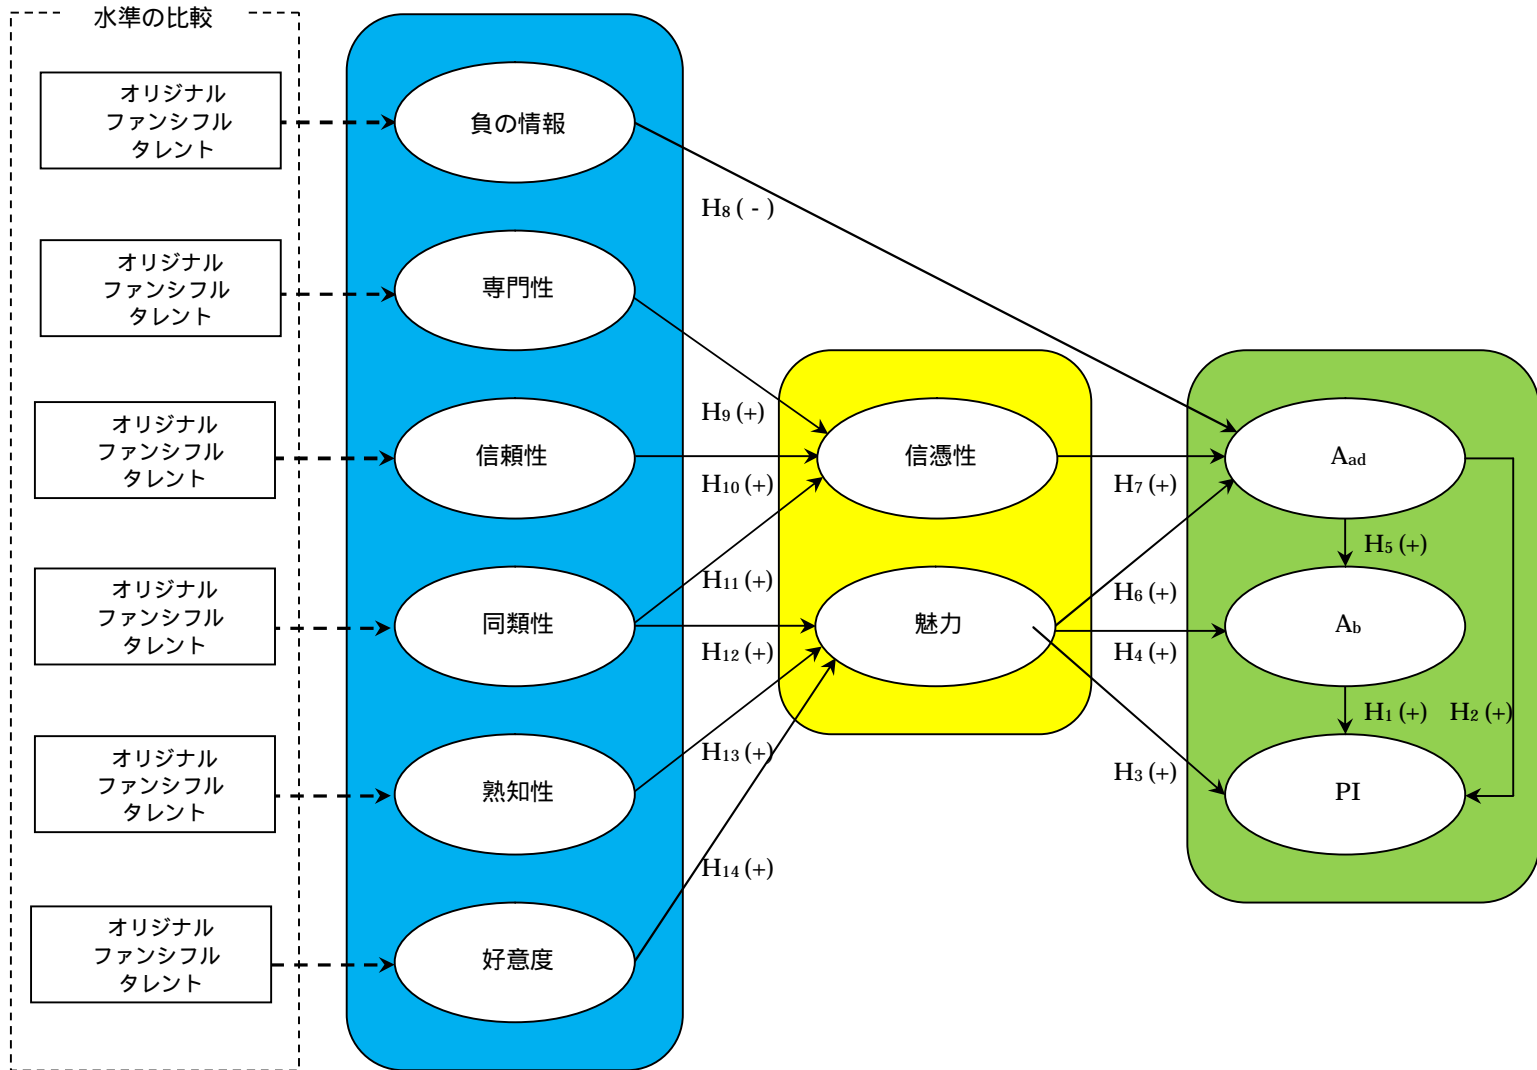 水準の比較
オリジナル
ファンシフル
タレント
負の情報
H8 ( - )
オリジナル
ファンシフル
タレント
専門性
H9 (+)
オリジナル
ファンシフル
タレント
信頼性
信憑性
Aad
H10 (+)
H7 (+)
H5 (+)
オリジナル
ファンシフル
タレント
同類性
H11 (+)
H6 (+)
魅力
Ab
H12 (+)
H4 (+)
H1 (+)
H2 (+)
オリジナル
ファンシフル
タレント
熟知性
H13 (+)
H3 (+)
PI
H14 (+)
オリジナル
ファンシフル
タレント
好意度